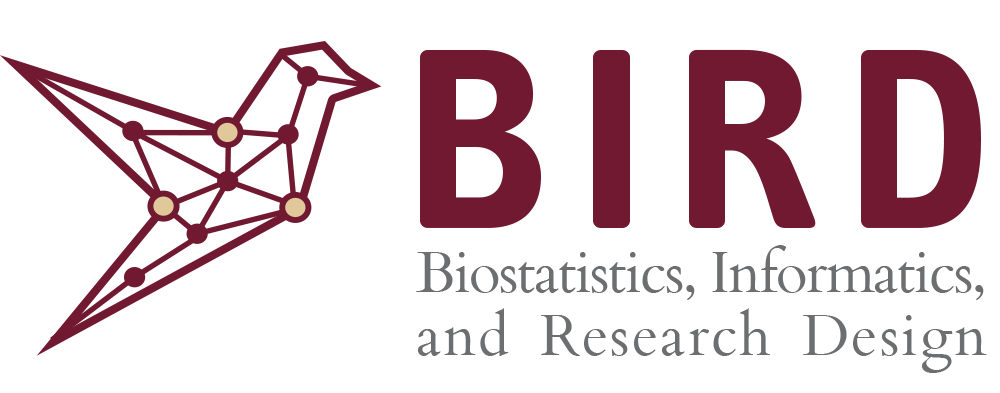 BIRD
Biostatistics, Informatics,
and Research Design